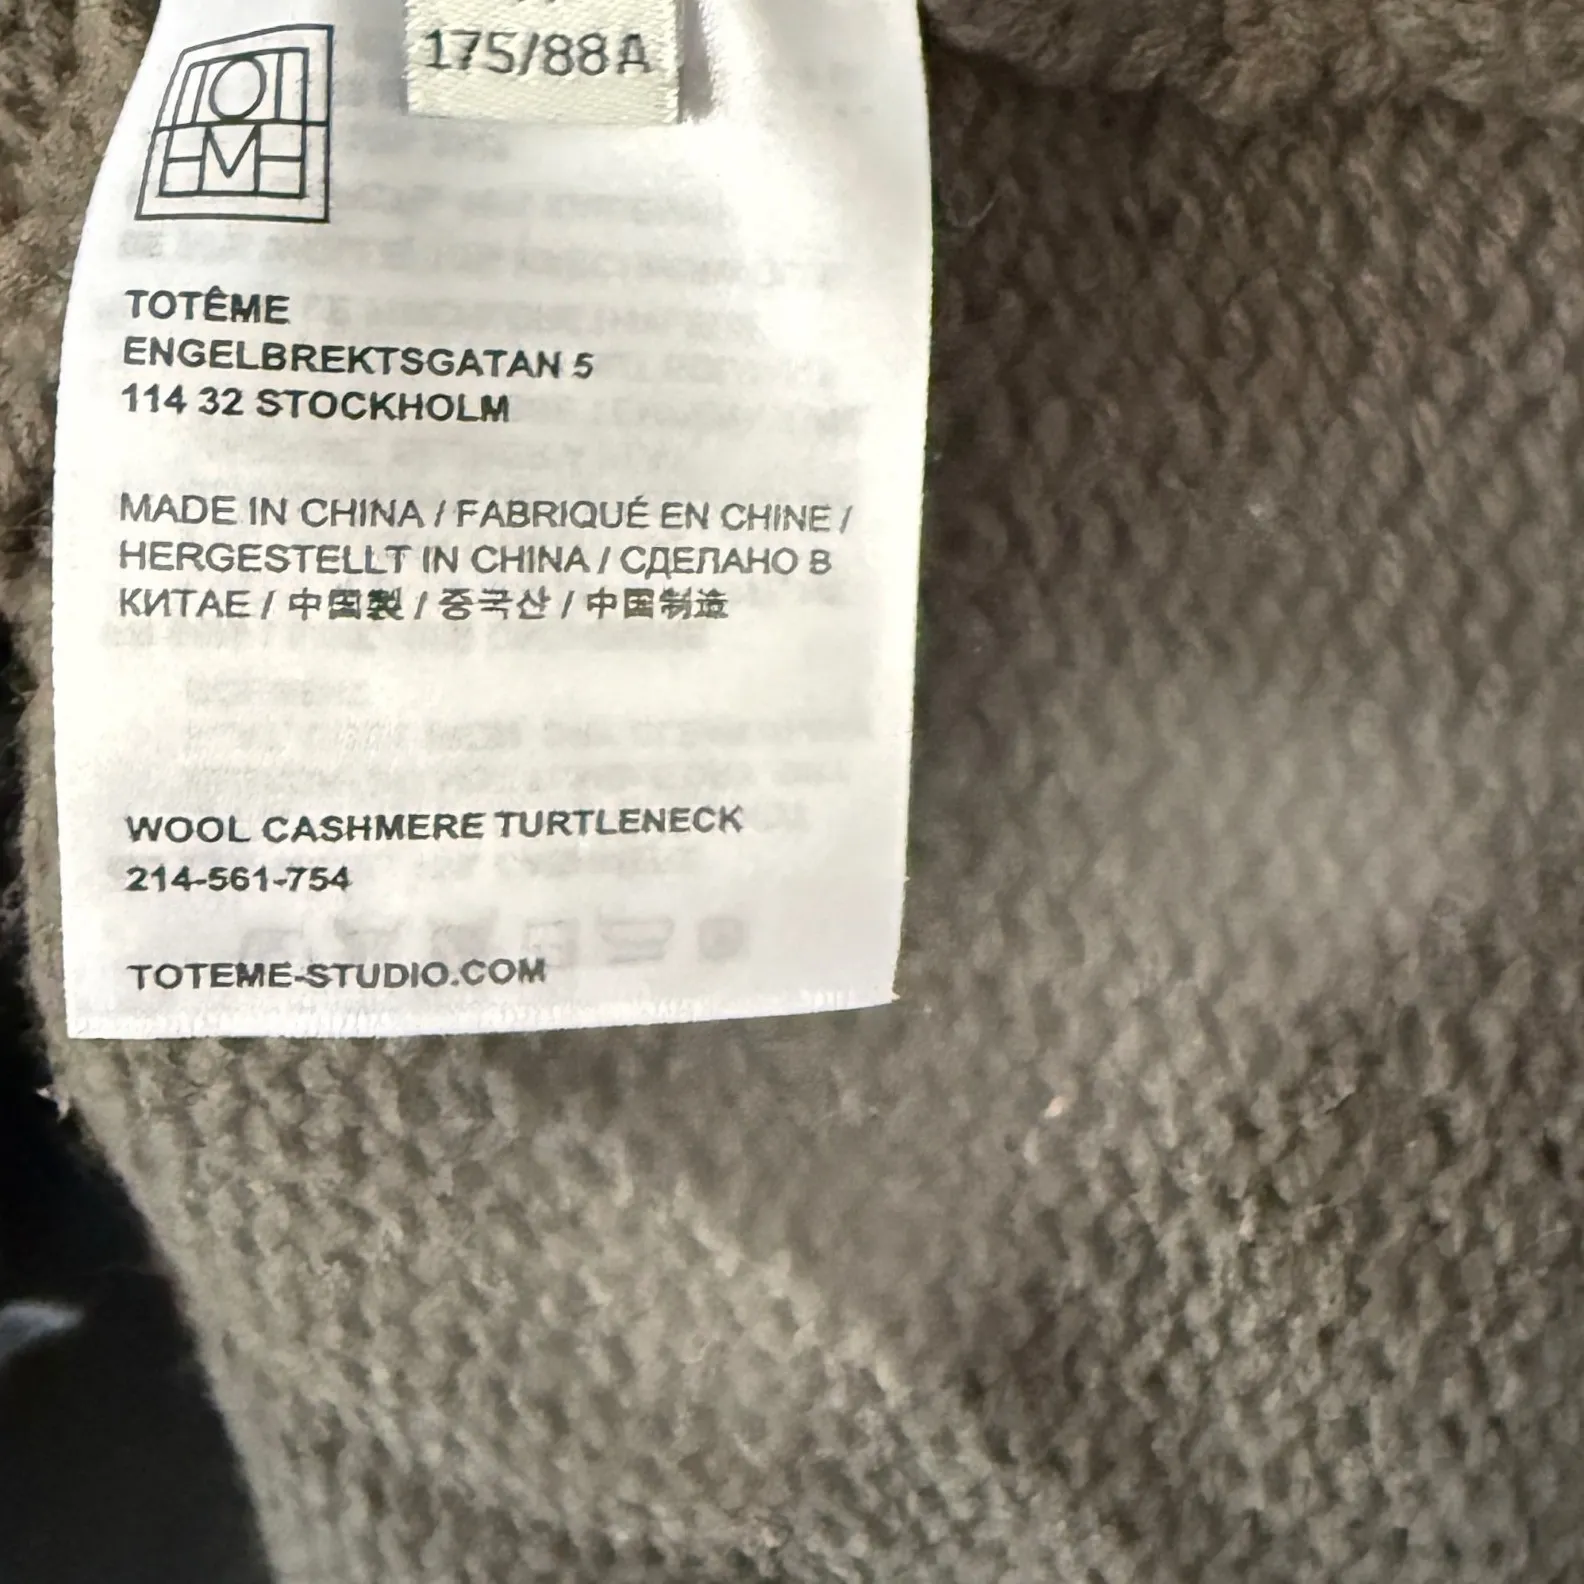 175/88A
TOTEME
TOTÊME
ENGELBREKTSGATAN 5
114 32 STOCKHOLM
MADE IN CHINA / FABRIQUÉ EN CHINE /
HERGESTELLT IN CHINA / СДЕЛАНО В
КИТАЕ / 中国製 / 중국산 / 中国制造
WOOL CASHMERE TURTLENECK
214-561-754
TOTEME-STUDIO.COM